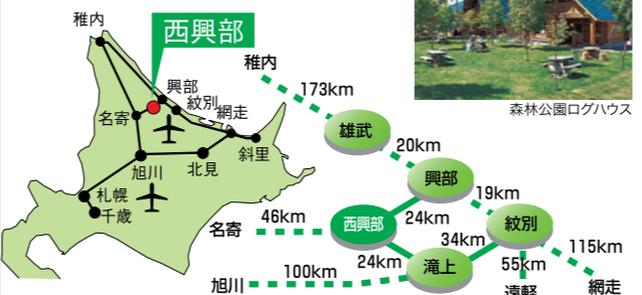 稚内
西興部
興部
紋別
網走
名寄
旭川
北見
斜里
札幌
千歳
森林公園ログハウス
稚内
173km
雄武
20km
興部
19km
24km
西興部
名寄
46km
紋別
34km
24km
滝上
旭川
100km
55km
遠軽
115km
網走